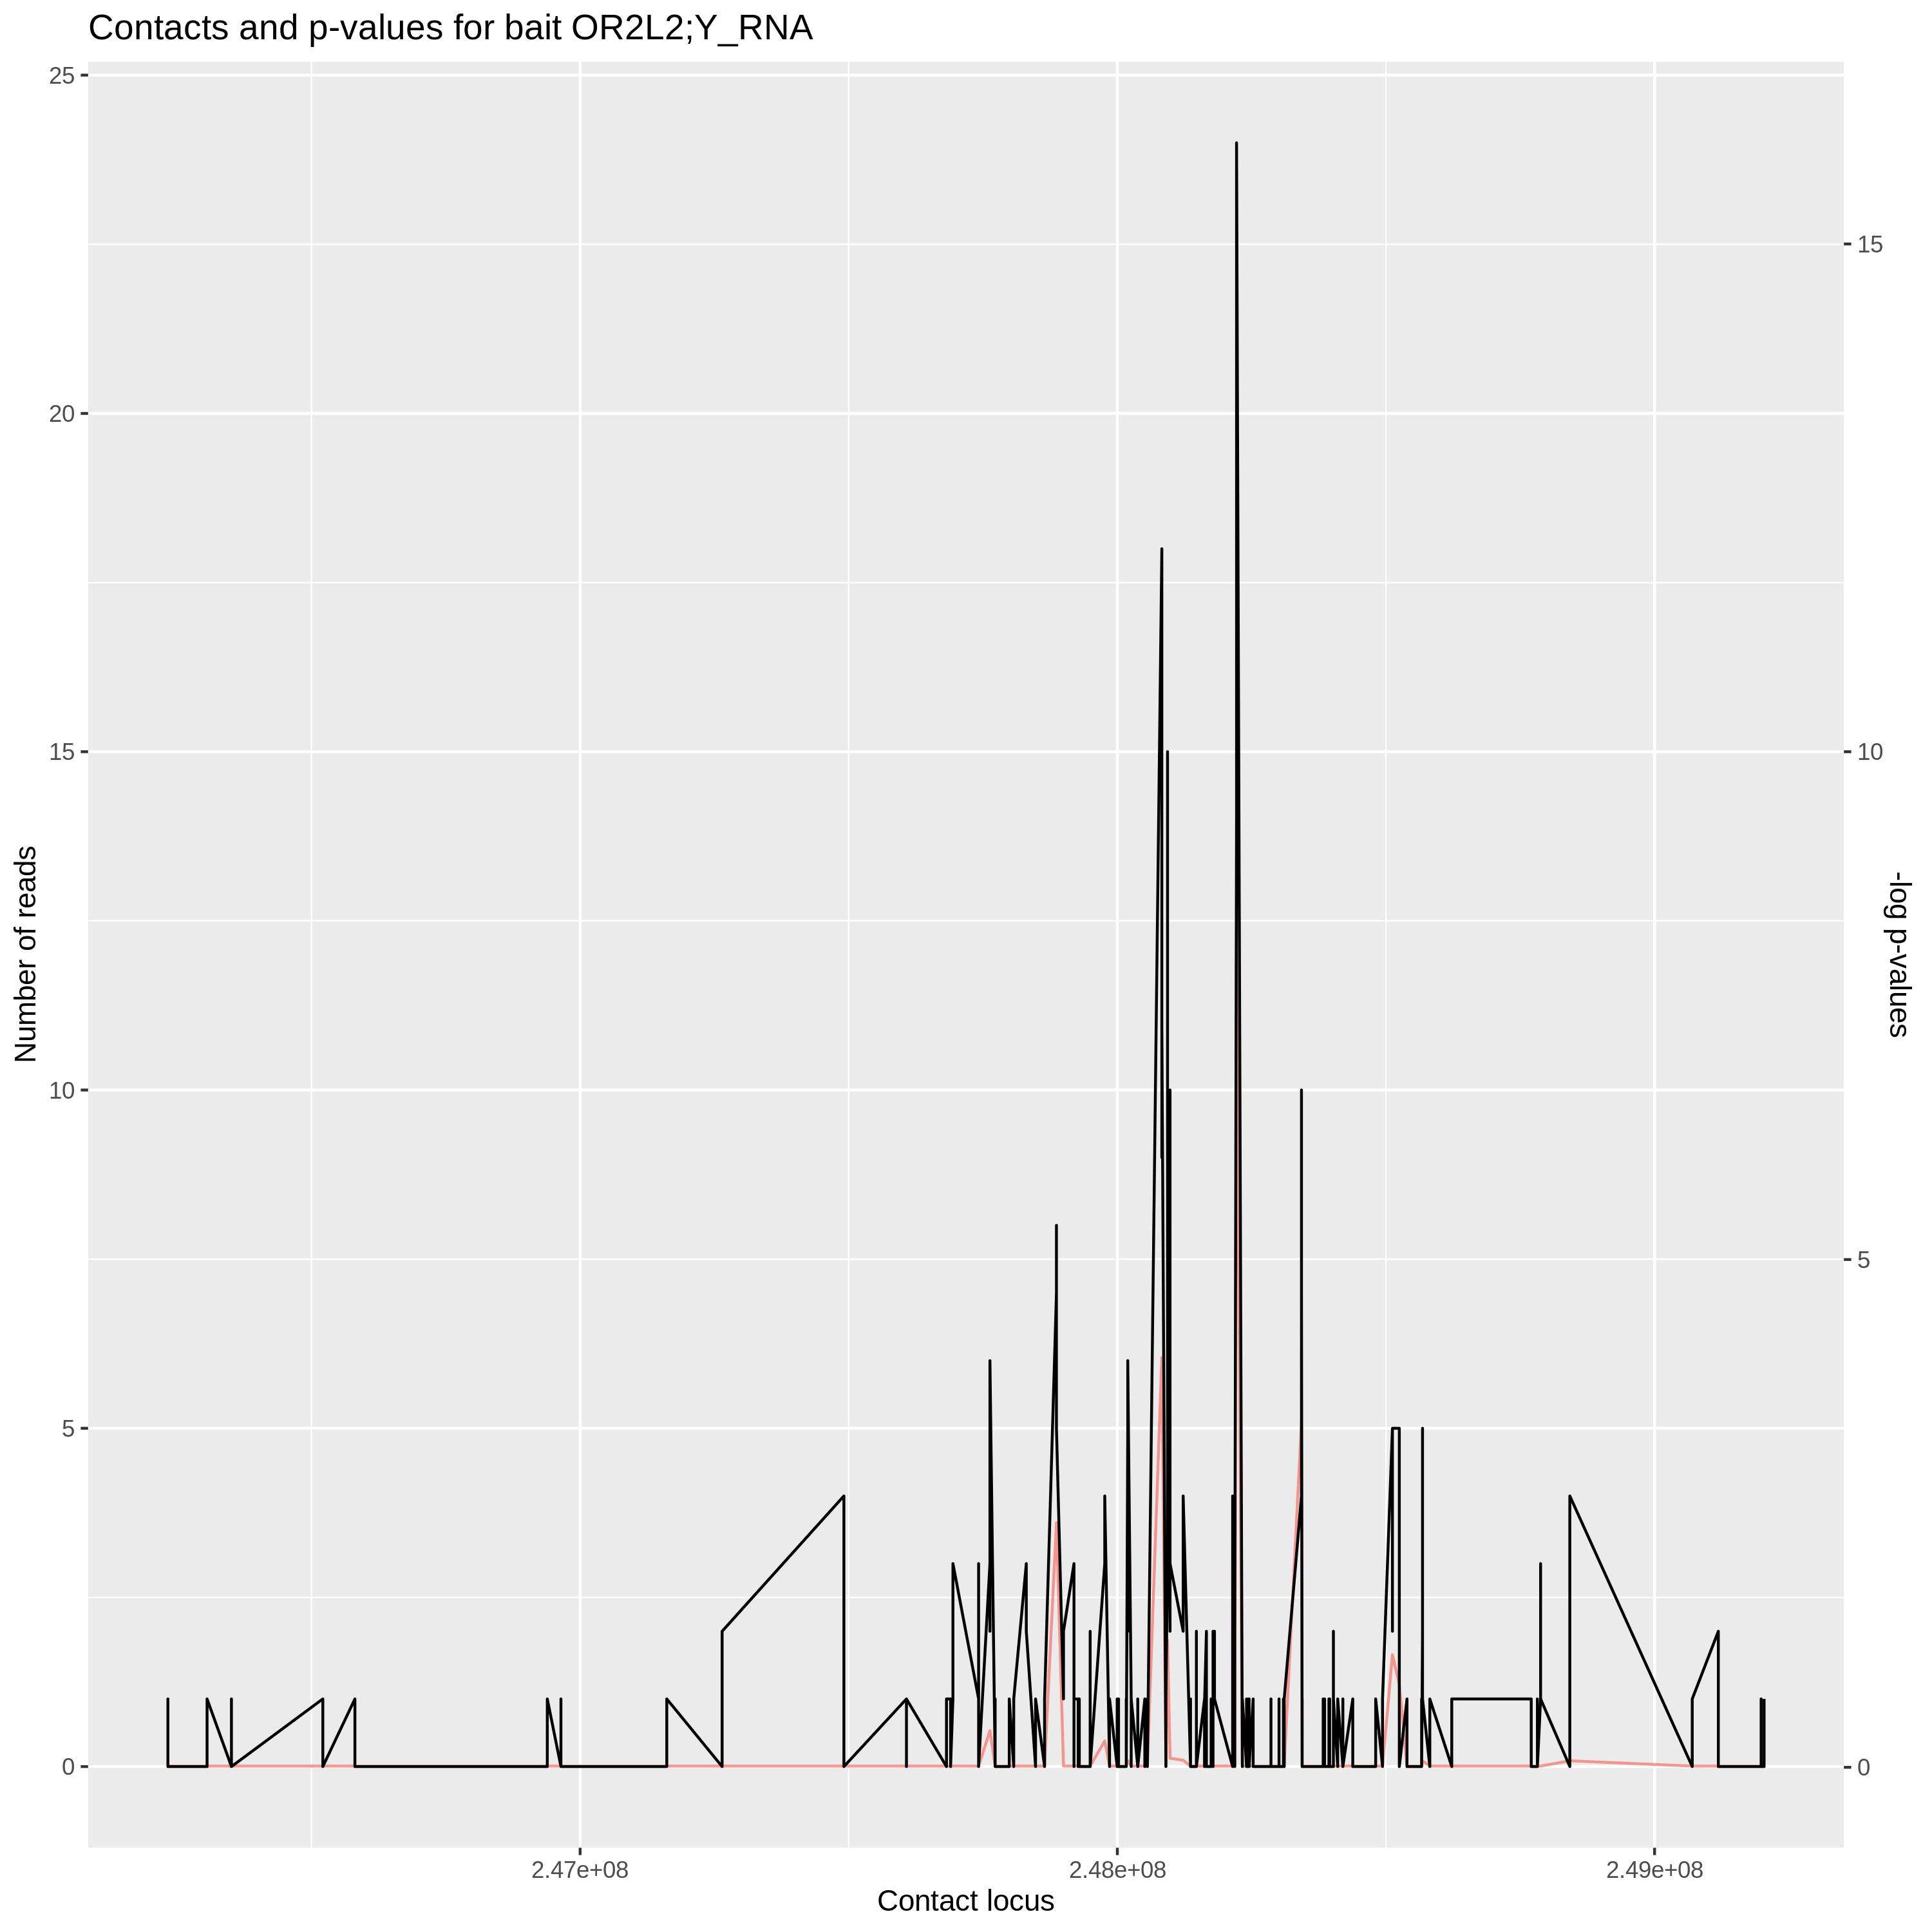 Contacts and p-values for bait OR2L2;Y_RNA
25
20
15
10
5
0
15
10
5
0
Number of reads
-log p-values
2.47e+08
2.48e+08
2.49e+08
Contact locus